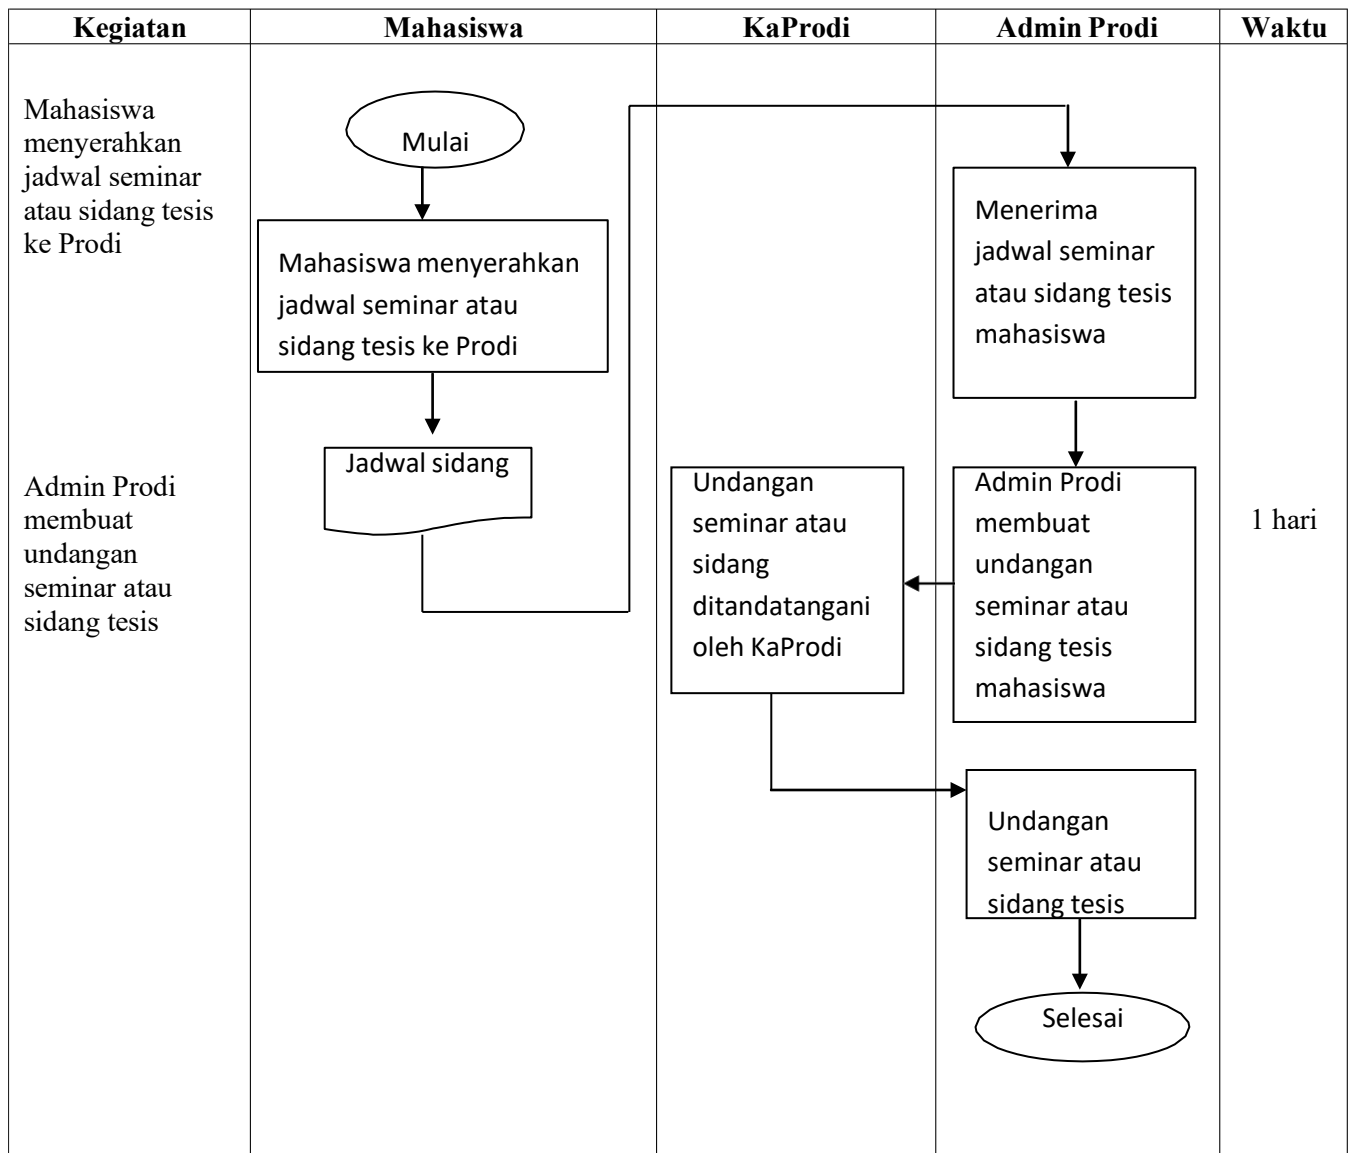 Kegiatan
Mahasiswa
KaProdi
Admin Prodi
Waktu
Mahasiswa
menyerahkan
jadwal seminar
atau sidang tesis
ke Prodi
Mulai
Mahasiswa menyerahkan
jadwal seminar atau
sidang tesis ke Prodi
Jadwal sidang
Menerima
jadwal seminar
atau sidang tesis
mahasiswa
Admin Prodi
membuat
undangan
seminar atau
sidang tesis
Undangan
seminar atau
sidang
ditandatangani
oleh KaProdi
Admin Prodi
membuat
undangan
seminar atau
sidang tesis
mahasiswa
1 hari
Undangan
seminar atau
sidang tesis
Selesai